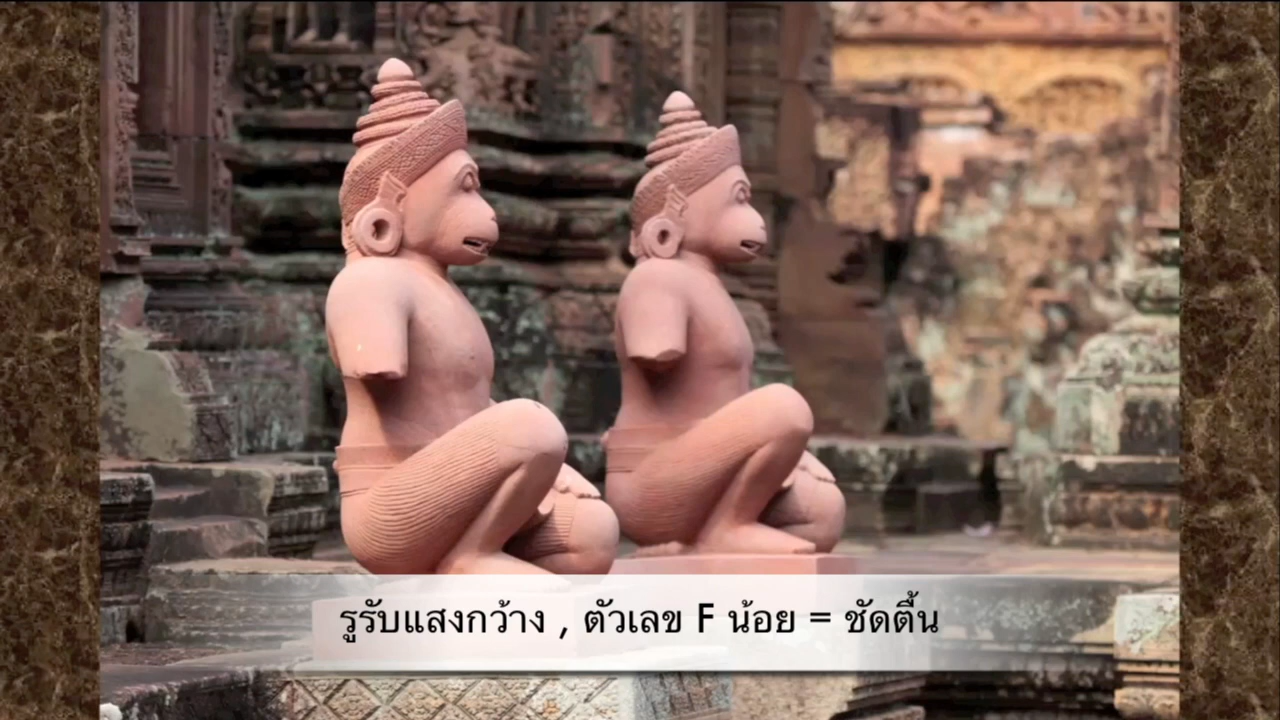 รูรับแสงกว้าง , ตัวเลข F น้อย = ชัดตื้น